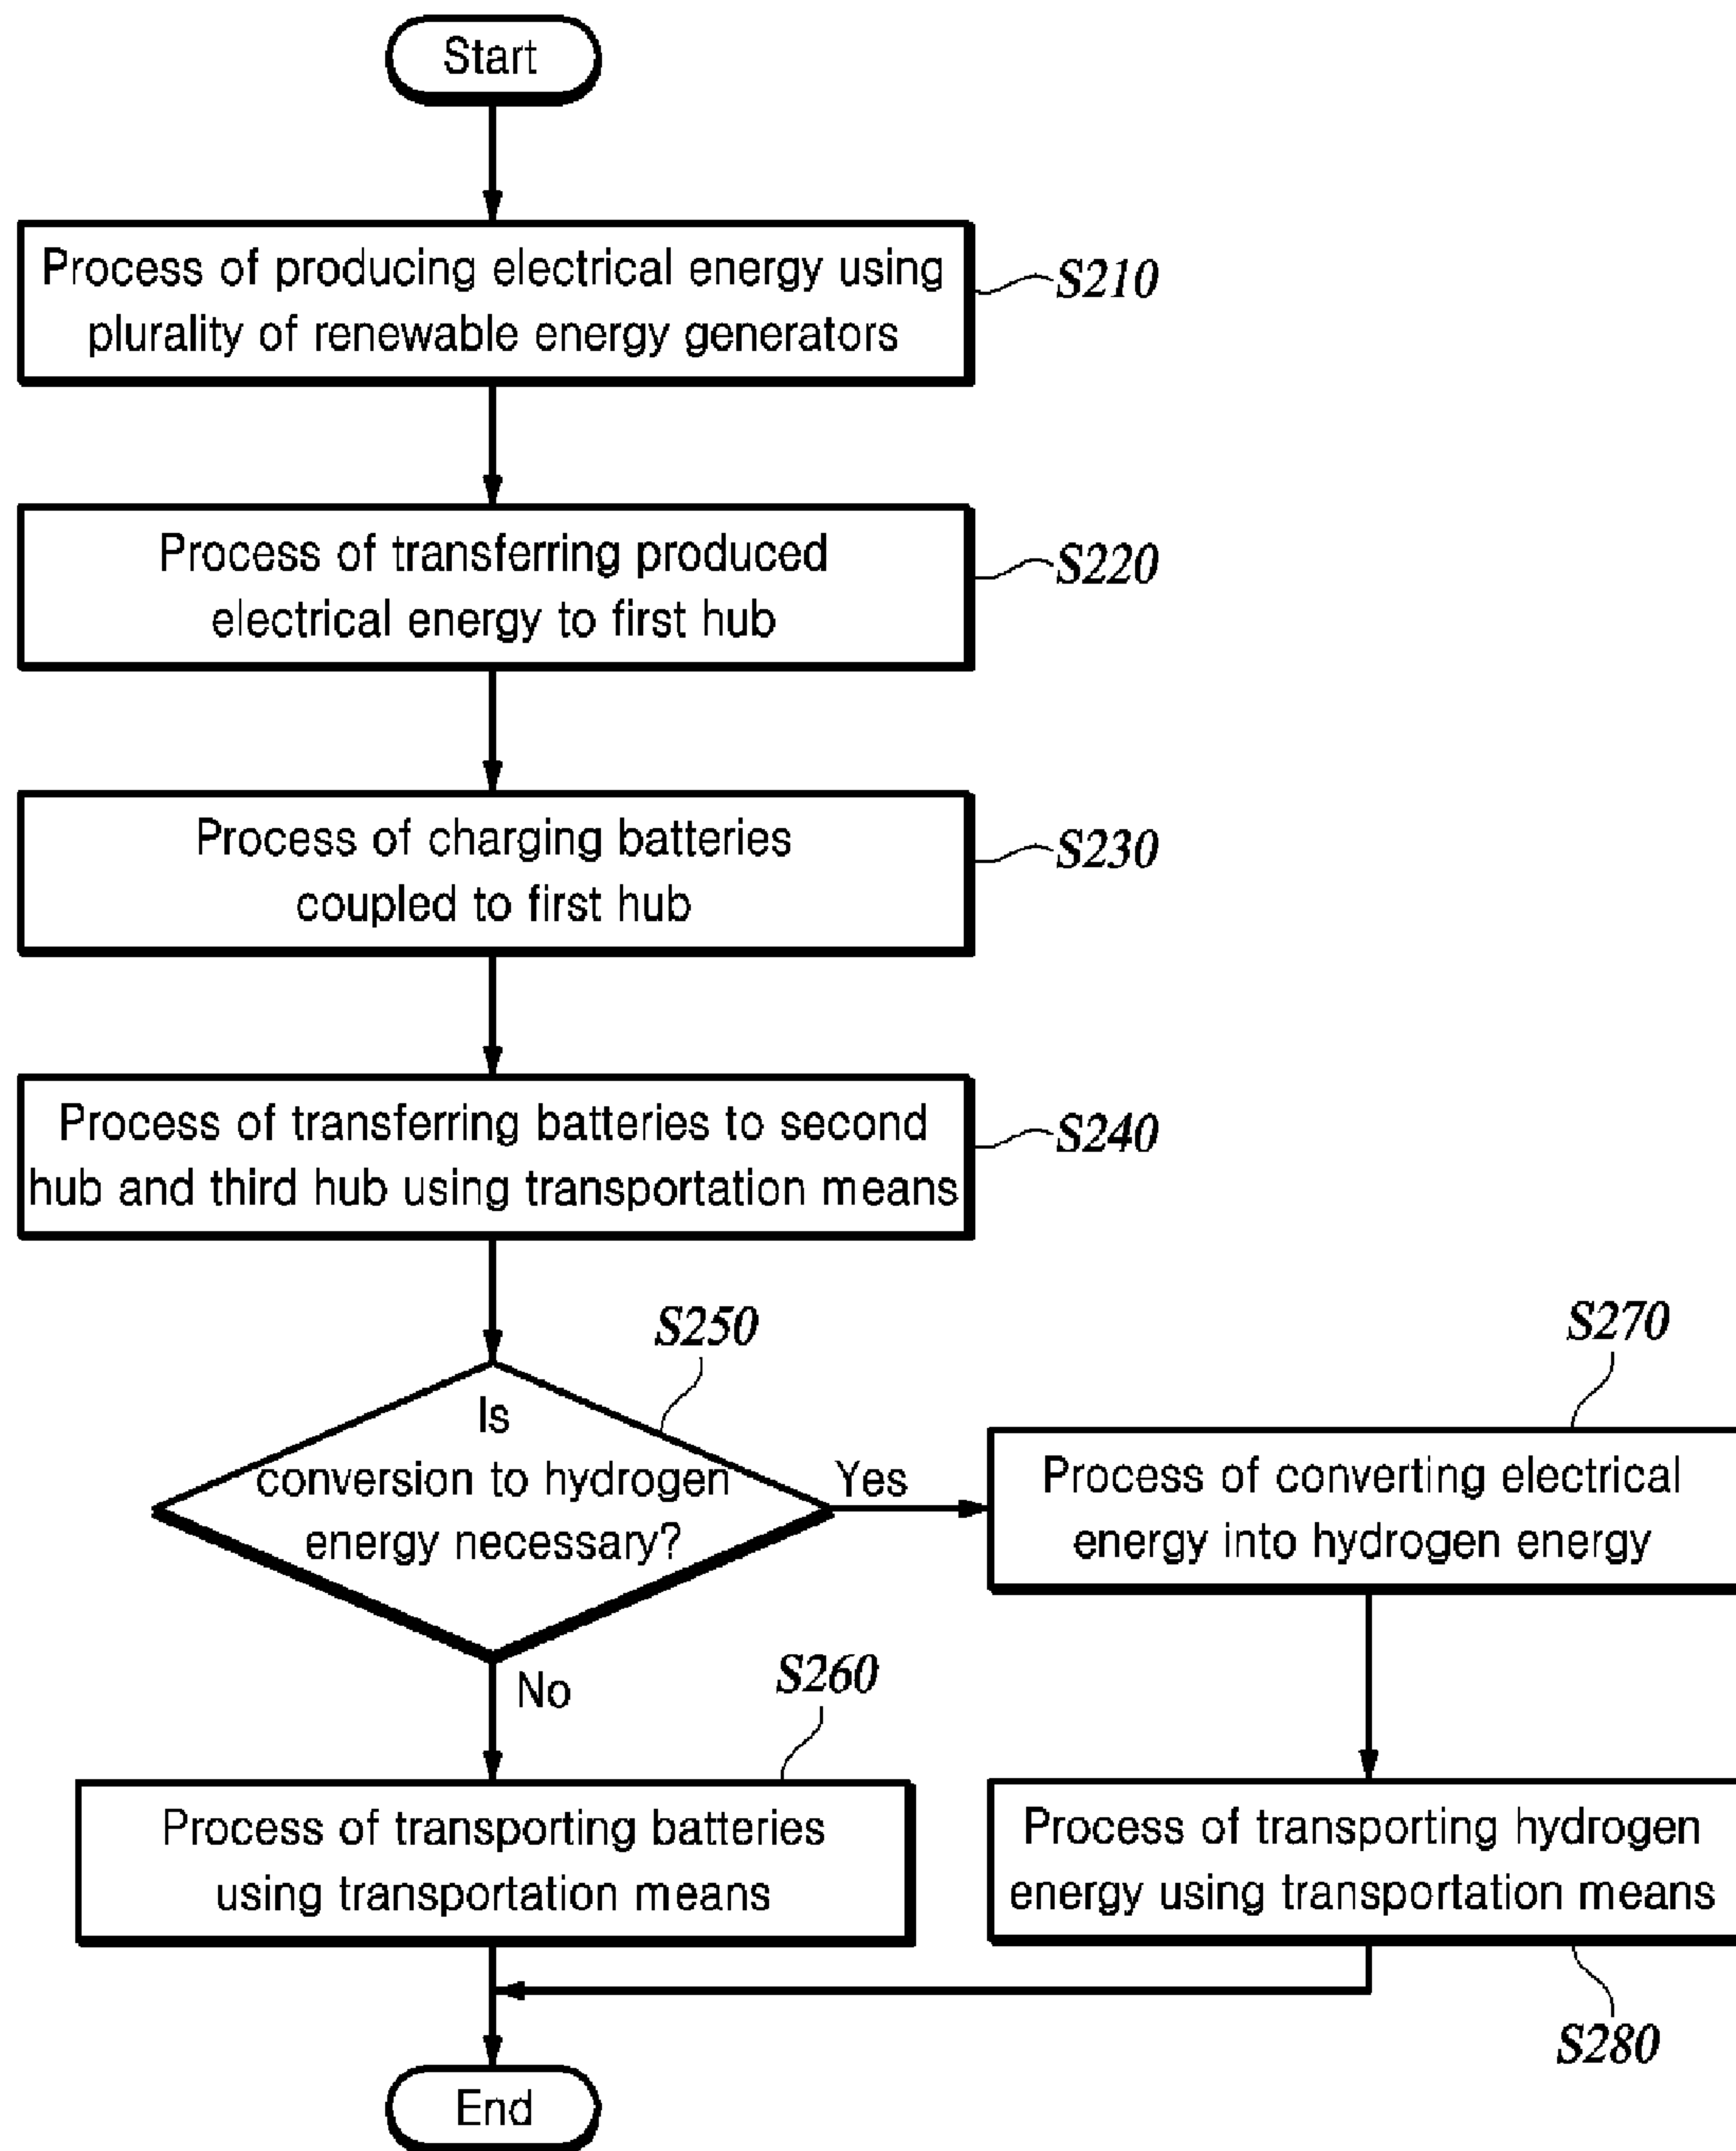 Start
Process of producing electrical energy using
plurality of renewable energy generators
S210
Process of transferring produced
electrical energy to first hub
S220
Process of charging batteries
coupled to first hub
S230
Process of transferring batteries to second
hub and third hub using transportation means
S240
S250
Is
conversion to hydrogen
energy necessary?
Yes
No
S270
Process of converting electrical
energy into hydrogen energy
S260
Process of transporting batteries
using transportation means
Process of transporting hydrogen
energy using transportation means
S280
End